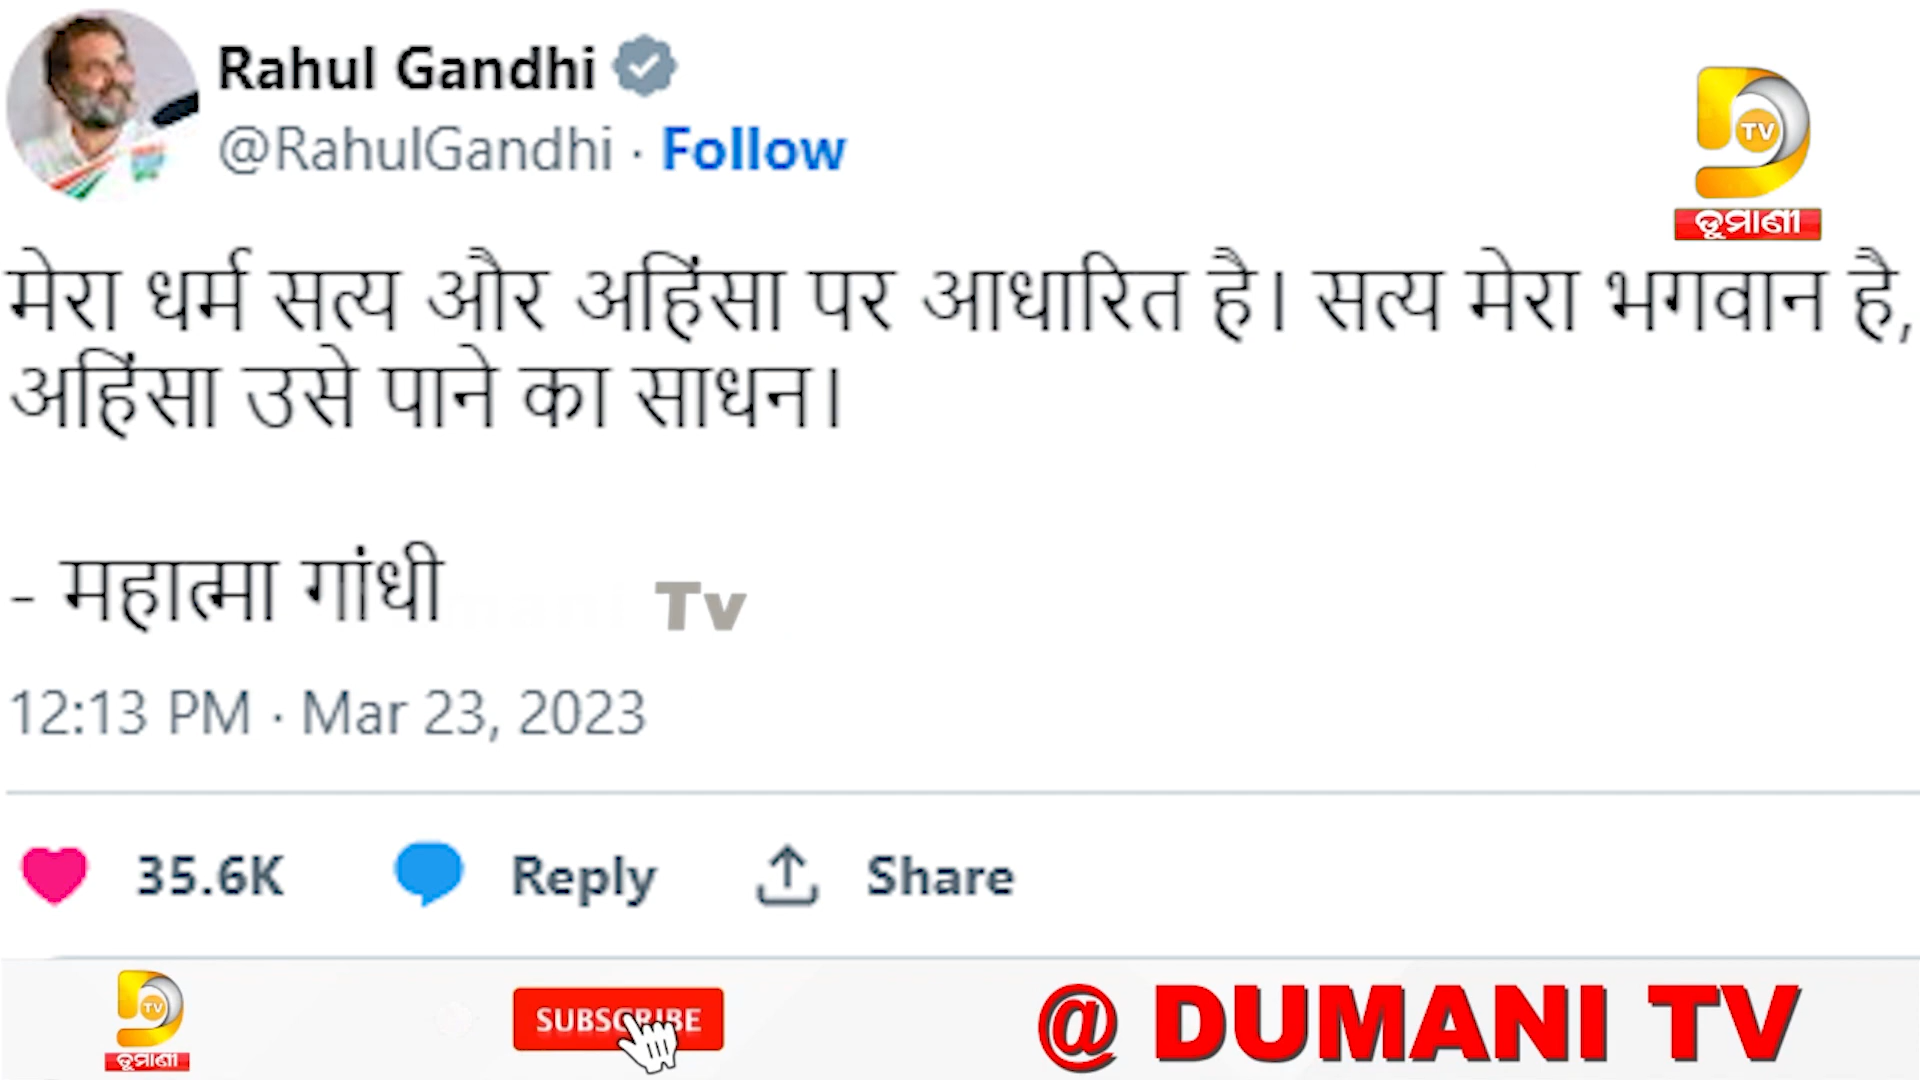 Rahul Gandhi
@RahulGandhi · Follow
TV
ଡୁମାଣୀ
मेरा धर्म सत्य और अहिंसा पर आधारित है। सत्य मेरा भगवान है,
अहिंसा उसे पाने का साधन।
- महात्मा गांधी
Tv
12:13 PM · Mar 23, 2023
35.6K Reply Share
TV
ଡୁମାଣୀ
SUBSCRIBE
@ DUMANI TV